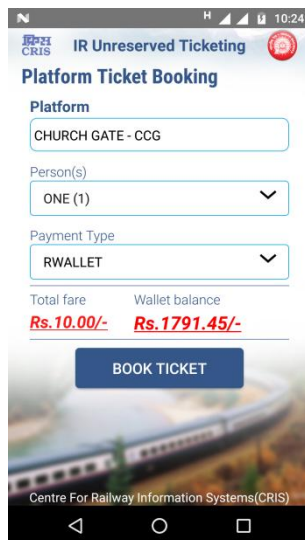 H 10:24
क्रिस
CRIS
IR Unreserved Ticketing
Platform Ticket Booking
Platform
CHURCH GATE - CCG
Person(s)
ONE (1)
Payment Type
RWALLET
Total fare Wallet balance
Rs.10.00/- Rs.1791.45/-
BOOK TICKET
Centre For Railway Information Systems(CRIS)